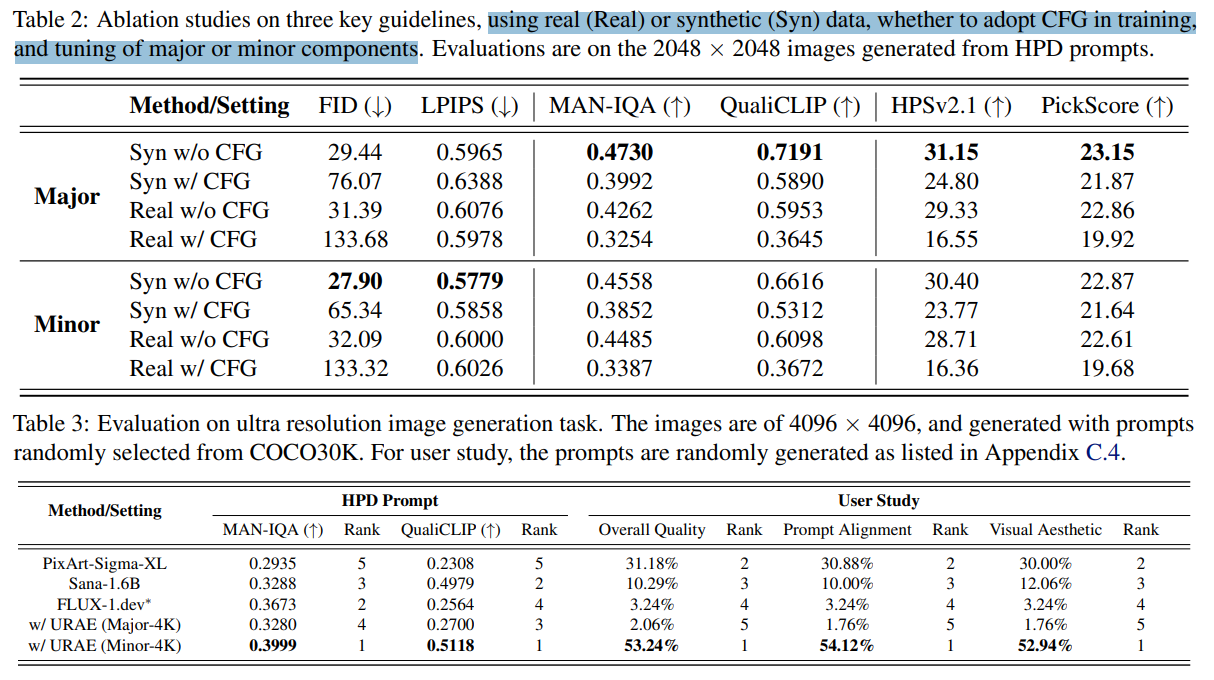 Table 2: Ablation studies on three key guidelines, using real (Real) or synthetic (Syn) data, whether to adopt CFG in training,
and tuning of major or minor components. Evaluations are on the 2048 × 2048 images generated from HPD prompts.
Method/Setting FID (↓) LPIPS (↓) MAN-IQA (↑) QualiCLIP (↑) HPSv2.1 (↑) PickScore (↑)
Major
Syn w/o CFG 29.44 0.5965 0.4730 0.7191 31.15 23.15
Syn w/ CFG 76.07 0.6388 0.3992 0.5890 24.80 21.87
Real w/o CFG 31.39 0.6076 0.4262 0.5953 29.33 22.86
Real w/ CFG 133.68 0.5978 0.3254 0.3645 16.55 19.92
Minor
Syn w/o CFG 27.90 0.5779 0.4558 0.6616 30.40 22.87
Syn w/ CFG 65.34 0.5858 0.3852 0.5312 23.77 21.64
Real w/o CFG 32.09 0.6000 0.4485 0.6098 28.71 22.61
Real w/ CFG 133.32 0.6026 0.3387 0.3672 16.36 19.68
Table 3: Evaluation on ultra resolution image generation task. The images are of 4096 × 4096, and generated with prompts
randomly selected from COCO30K. For user study, the prompts are randomly generated as listed in Appendix C.4.
Method/Setting HPD Prompt User Study
MAN-IQA (↑) Rank QualiCLIP (↑) Rank Overall Quality Rank Prompt Alignment Rank Visual Aesthetic Rank
PixArt-Sigma-XL 0.2935 5 0.2308 5 31.18% 2 30.88% 2 30.00% 2
Sana-1.6B 0.3288 3 0.4979 2 10.29% 3 10.00% 3 12.06% 3
FLUX-1.dev* 0.3673 2 0.2564 4 3.24% 4 3.24% 4 3.24% 4
w/ URAE (Major-4K) 0.3280 4 0.2700 3 2.06% 5 1.76% 5 1.76% 5
w/ URAE (Minor-4K) 0.3999 1 0.5118 1 53.24% 1 54.12% 1 52.94% 1